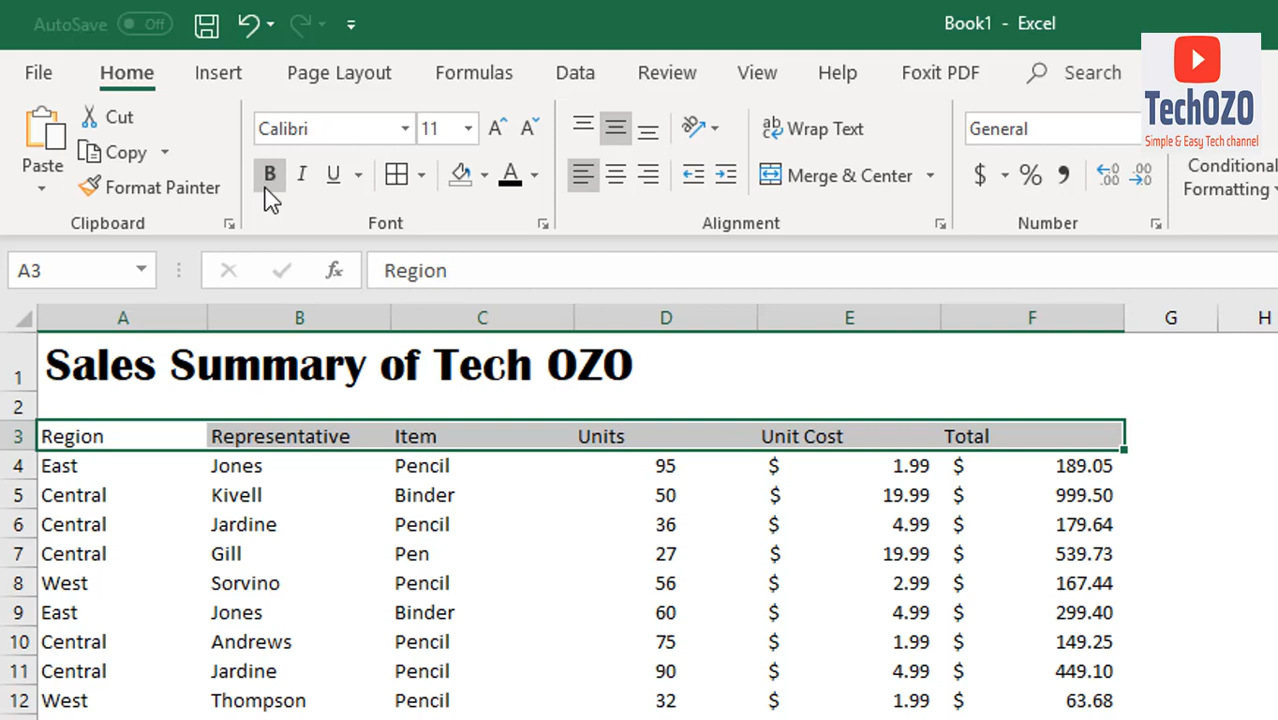 AutoSave Off Book1 - Excel
File Home Insert Page Layout Formulas Data Review View Help Foxit PDF Search
TechOZO
Simple & Easy Tech channel
Paste Cut Copy Format Painter
Calibri 11
B I U A
ab Wrap Text
Merge & Center
General
$ % 9 .00 .00
Conditional
Formatting
Clipboard Font Alignment Number
A3 fx Region
A B C D E F G H
1 Sales Summary of Tech OZO
2
3 Region Representative Item Units Unit Cost Total
4 East Jones Pencil 95 $ 1.99 $ 189.05
5 Central Kivell Binder 50 $ 19.99 $ 999.50
6 Central Jardine Pencil 36 $ 4.99 $ 179.64
7 Central Gill Pen 27 $ 19.99 $ 539.73
8 West Sorvino Pencil 56 $ 2.99 $ 167.44
9 East Jones Binder 60 $ 4.99 $ 299.40
10 Central Andrews Pencil 75 $ 1.99 $ 149.25
11 Central Jardine Pencil 90 $ 4.99 $ 449.10
12 West Thompson Pencil 32 $ 1.99 $ 63.68